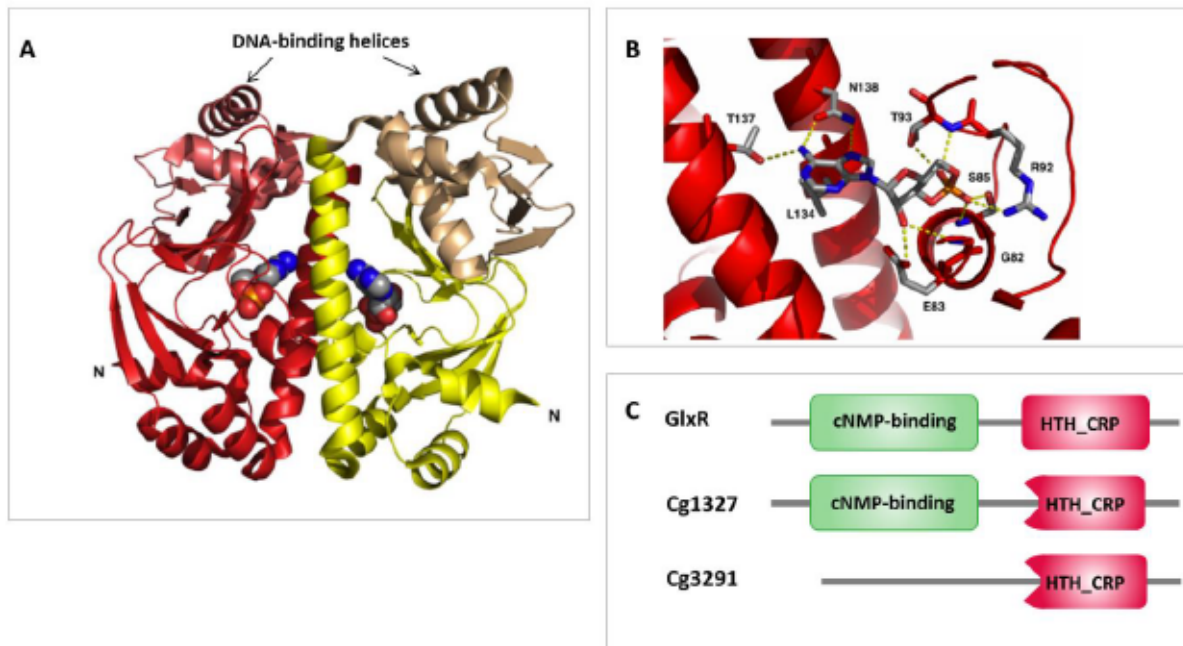 A
DNA-binding helices
N
N
B
N138
T137
T93
R92
S85
L134
G82
E83
C
GlxR
cNMP-binding
HTH_CRP
Cg1327
cNMP-binding
HTH_CRP
Cg3291
HTH_CRP